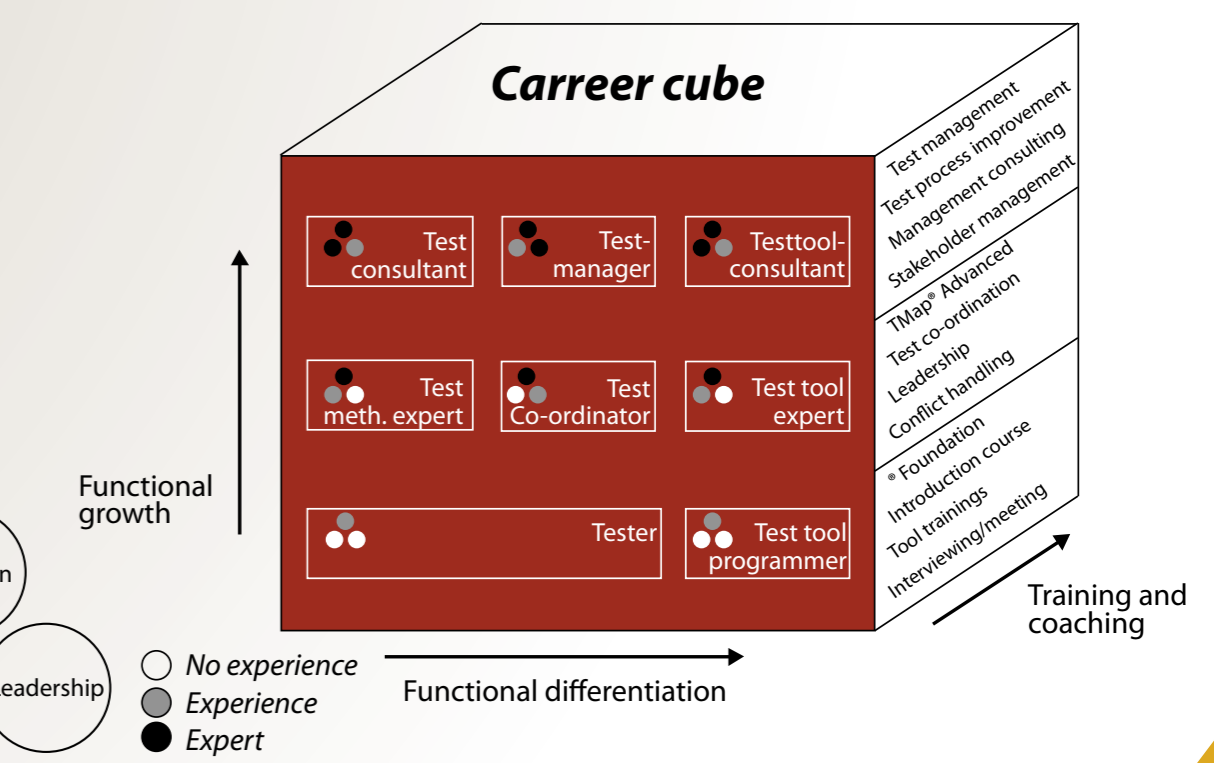 Carreer cube
Test management
Test process improvement
Management consulting
Stakeholder management
Test
consultant
Test-
manager
Testtool-
consultant
TMap® Advanced
Test co-ordination
Leadership
Conflict handling
Test
meth. expert
Test
Co-ordinator
Test tool
expert
® Foundation
Introduction course
Tool trainings
Interviewing/meeting
Functional
growth
Tester
Test tool
programmer
Training and
coaching
n
eadership
No experience
Experience
Expert
Functional differentiation